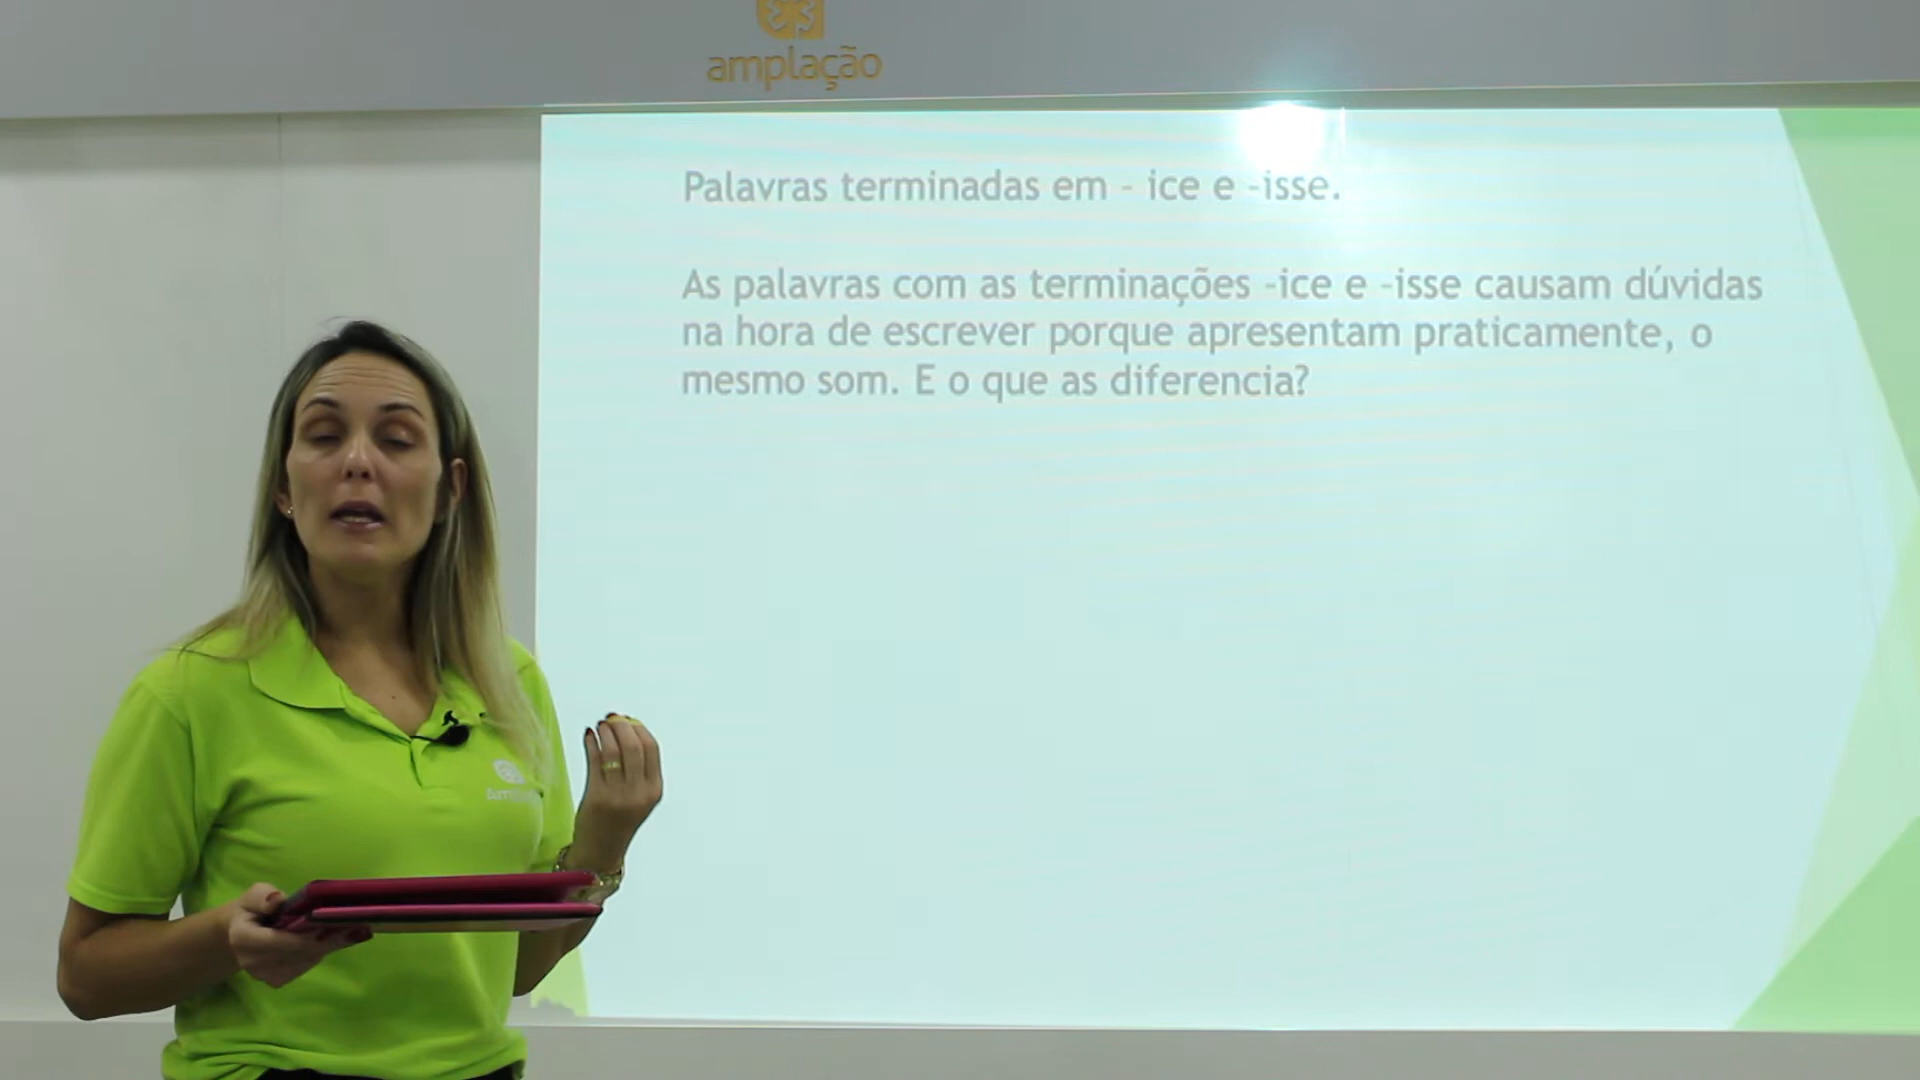 amplação
Palavras terminadas em - ice e -isse.
As palavras com as terminações -ice e -isse causam dúvidas
na hora de escrever porque apresentam praticamente, o
mesmo som. E o que as diferencia?